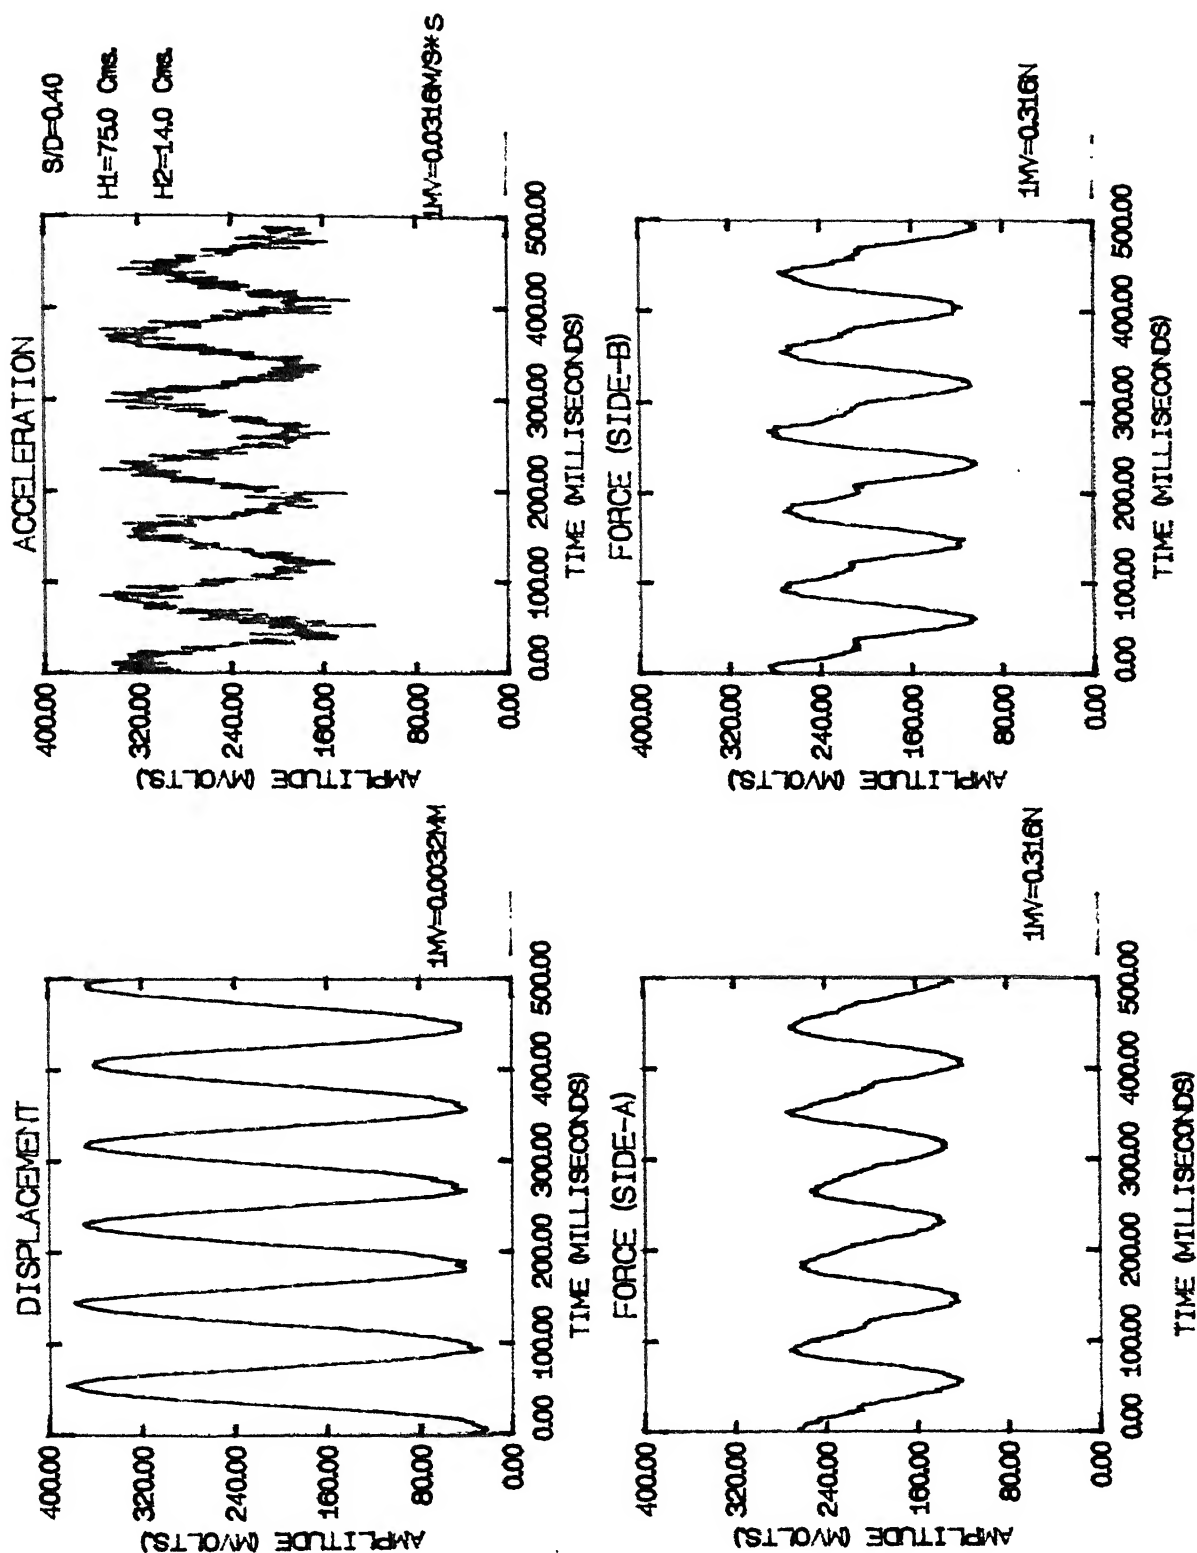 DISPLACEMENT
AMPLITUDE (MVOLTS)
400.00
320.00
240.00
160.00
80.00
0.00
0.00 100.00 200.00 300.00 400.00 500.00
TIME (MILLISECONDS)
1MV=0.0032MM
ACCELERATION
AMPLITUDE (MVOLTS)
400.00
320.00
240.00
160.00
80.00
0.00
0.00 100.00 200.00 300.00 400.00 500.00
TIME (MILLISECONDS)
1MV=0.0316M/S*S
S/D=0.40
H1=75.0 Cms.
H2=14.0 Cms.
FORCE (SIDE-A)
AMPLITUDE (MVOLTS)
400.00
320.00
240.00
160.00
80.00
0.00
0.00 100.00 200.00 300.00 400.00 500.00
TIME (MILLISECONDS)
1MV=0.316N
FORCE (SIDE-B)
AMPLITUDE (MVOLTS)
400.00
320.00
240.00
160.00
80.00
0.00
0.00 100.00 200.00 300.00 400.00 500.00
TIME (MILLISECONDS)
1MV=0.316N